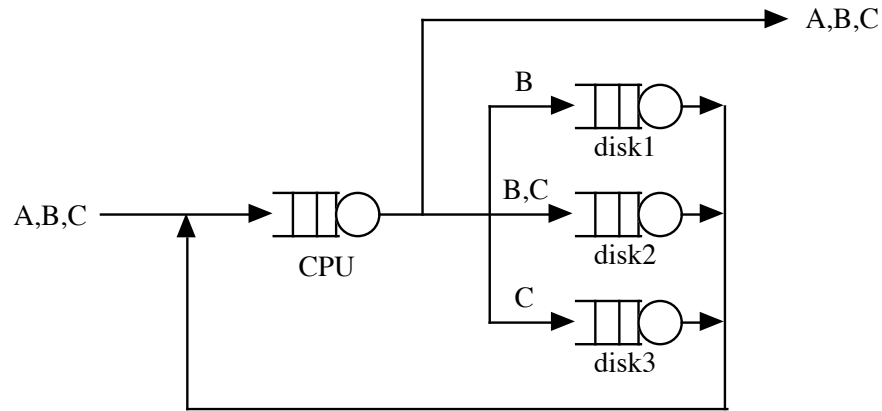 A,B,C
B
disk1
B,C
A,B,C
disk2
CPU
C
disk3